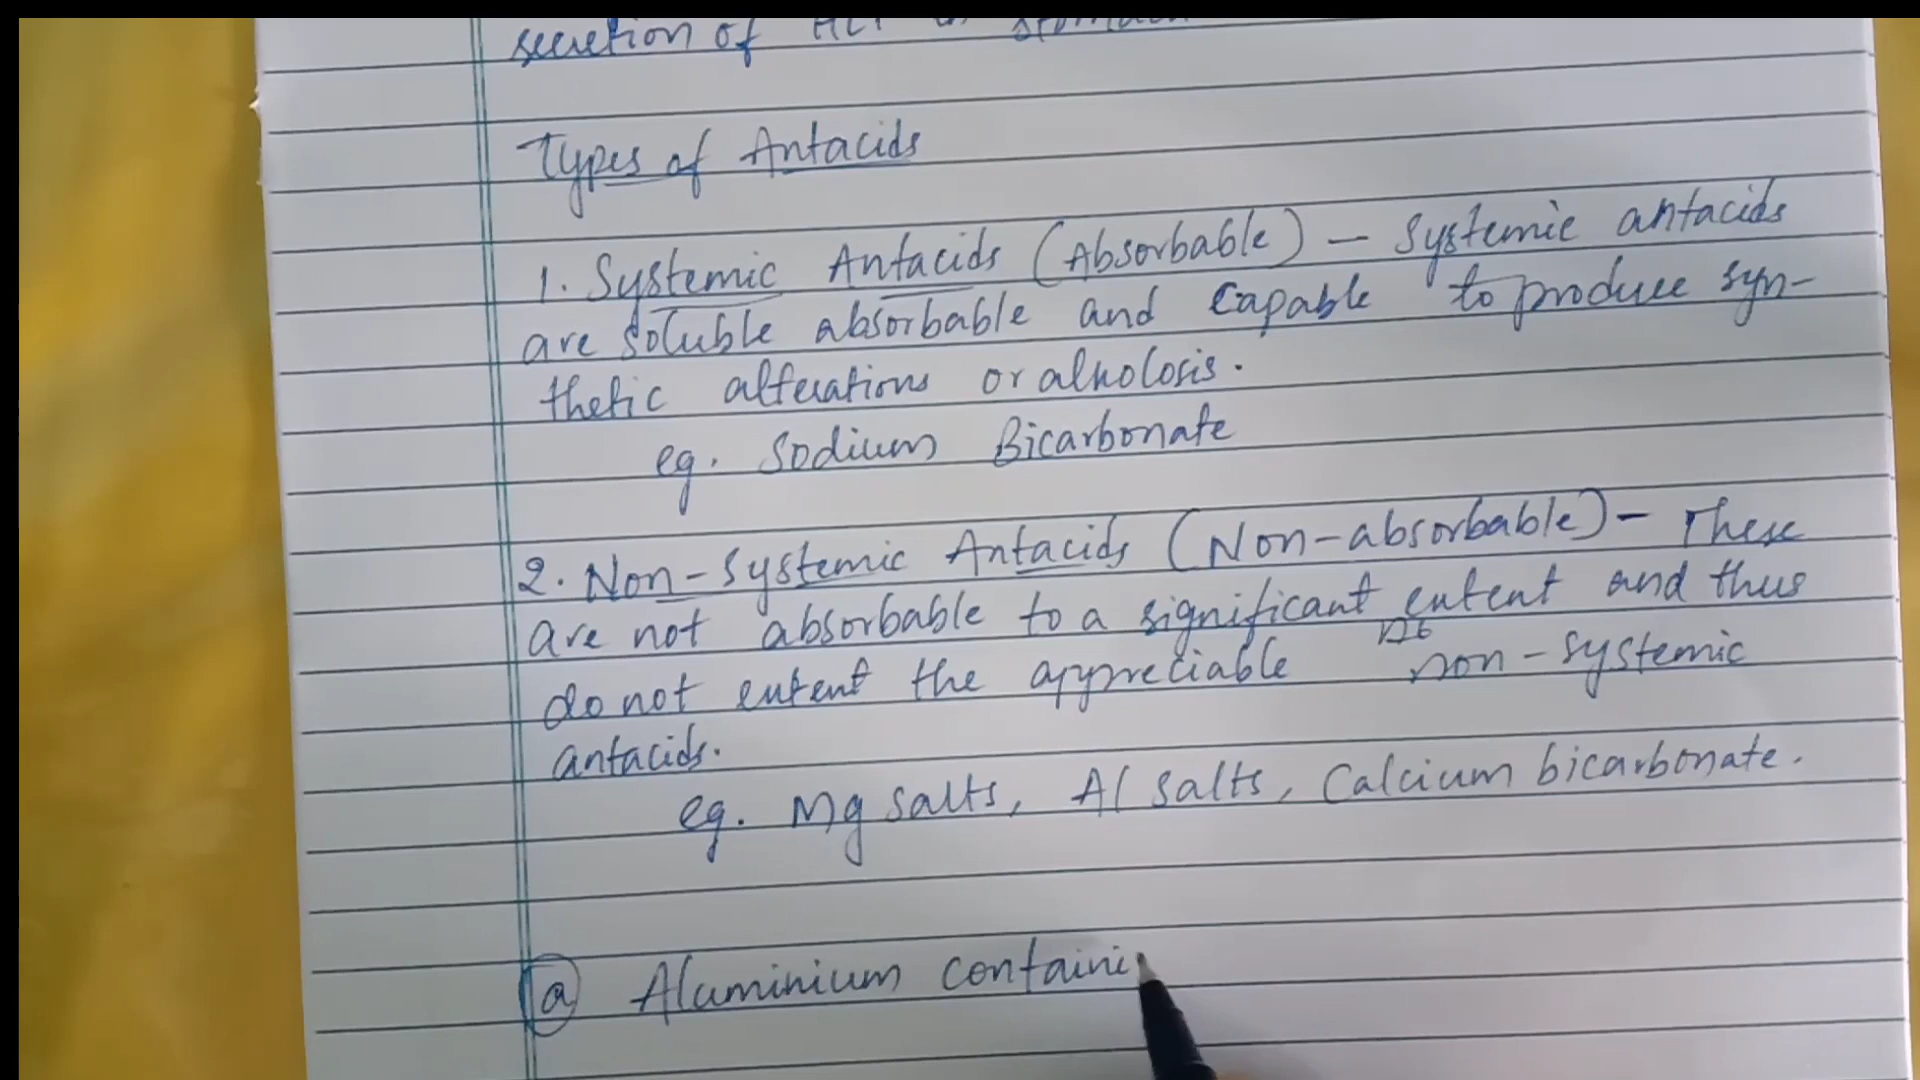 secretion of HCl in stomach
Types of Antacids
1. Systemic Antacids (Absorbable) - Systemic antacids
are soluble absorbable and capable to produce syn-
thetic alterations or alkolosis.
eg. Sodium Bicarbonate
2. Non-systemic Antacids (Non-absorbable) - These
are not absorbable to a significant extent and thus
do not extent the appreciable non-systemic
antacids.
eg. Mg salts, Al salts, Calcium bicarbonate.
(a) Aluminium containi